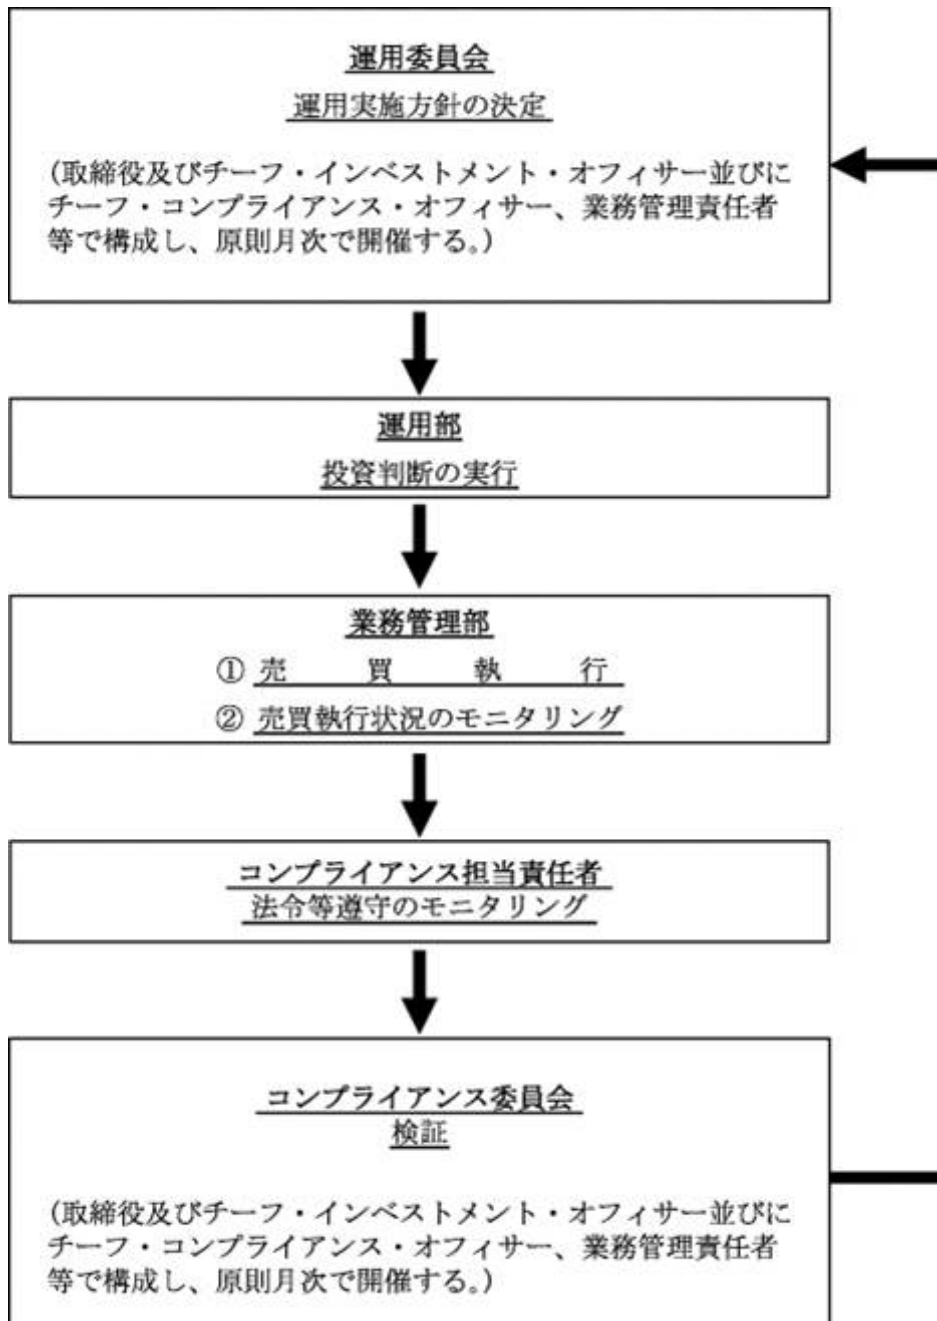 運用委員会
運用実施方針の決定
(取締役及びチーフ・インベストメント・オフィサー並びに
チーフ・コンプライアンス・オフィサー、業務管理責任者
等で構成し、原則月次で開催する。)
運用部
投資判断の実行
業務管理部
① 売 買 執 行
② 売買執行状況のモニタリング
コンプライアンス担当責任者
法令等遵守のモニタリング
コンプライアンス委員会
検証
(取締役及びチーフ・インベストメント・オフィサー並びに
チーフ・コンプライアンス・オフィサー、業務管理責任者
等で構成し、原則月次で開催する。)